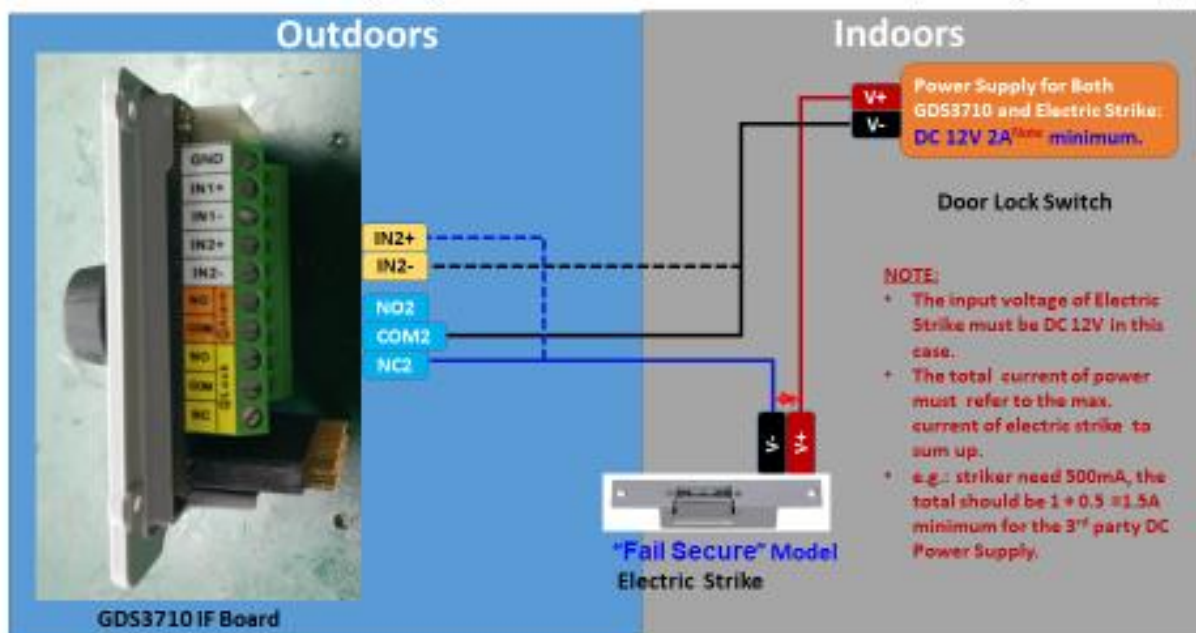 Outdoors
Indoors
V+
V-
Power Supply for Both
GDS3710 and Electric Strike:
DC 12V 2A Note minimum.
GND
IN1+
IN1-
IN2+
IN2-
NO
COM
NO
COM
NC
Lock
IN2+
IN2-
NO2
COM2
NC2
Door Lock Switch
NOTE:
• The input voltage of Electric
Strike must be DC 12V in this
case.
• The total current of power
must refer to the max.
current of electric strike to
sum up.
• e.g.: striker need 500mA, the
total should be 1 + 0.5 =1.5A
minimum for the 3rd party DC
Power Supply.
V-
V+
"Fail Secure" Model
Electric Strike
GDS3710 IF Board